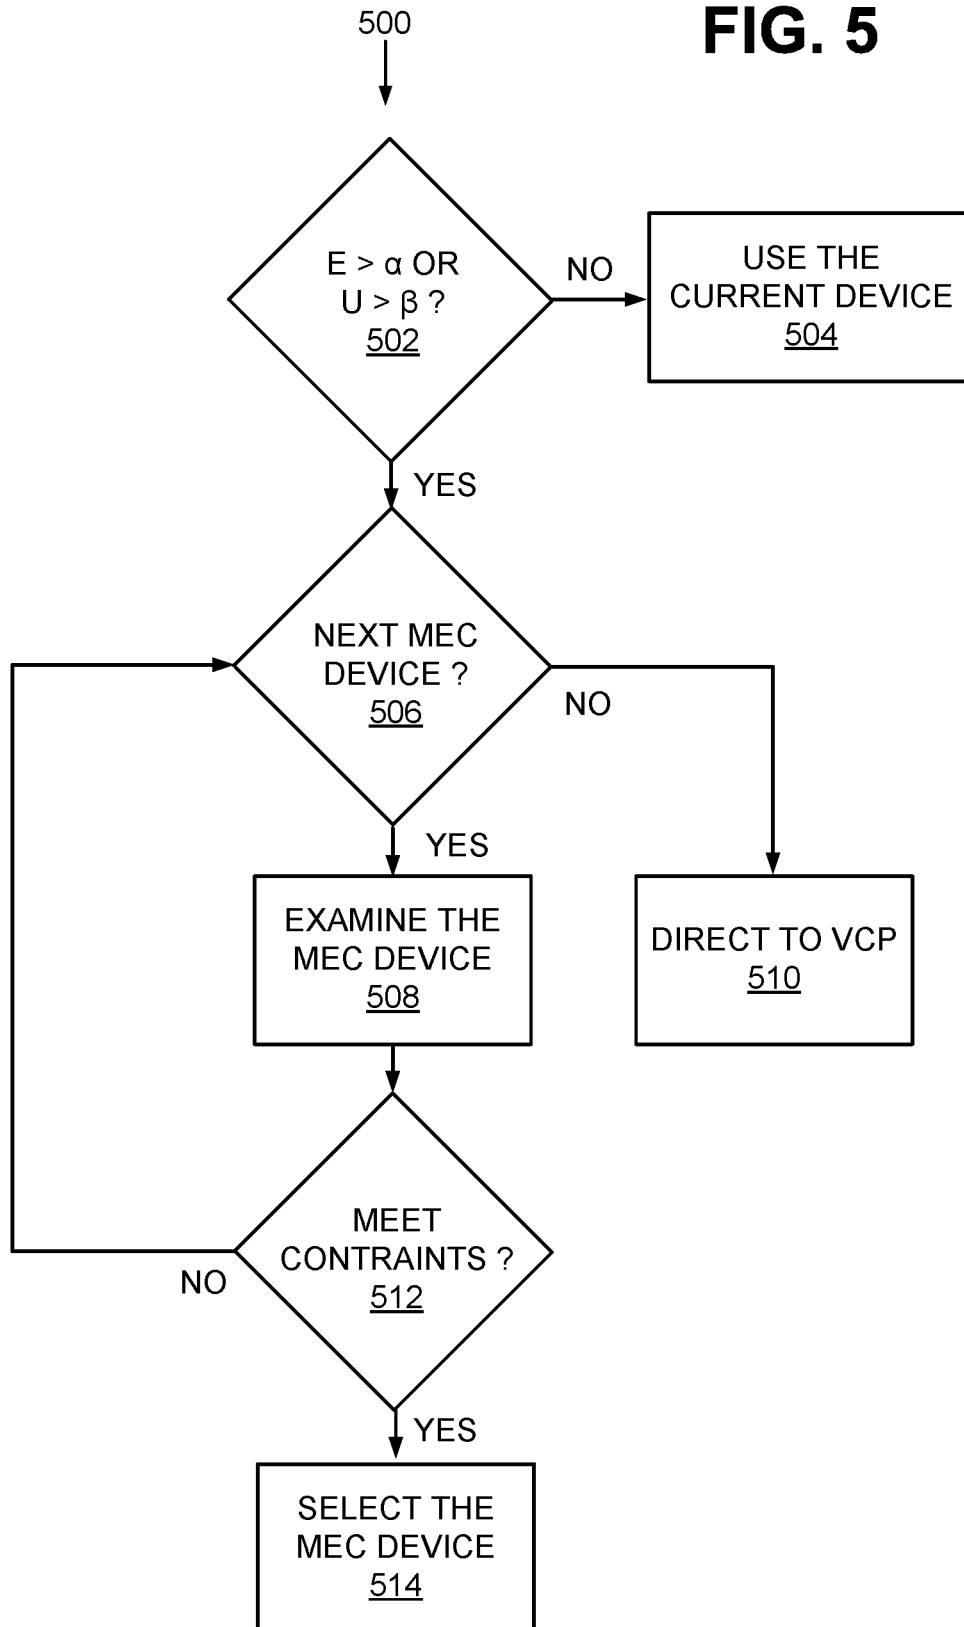 500
FIG. 5
E > α OR
U > β ?
502
NO
USE THE
CURRENT DEVICE
504
YES
NEXT MEC
DEVICE ?
506
NO
YES
EXAMINE THE
MEC DEVICE
508
DIRECT TO VCP
510
MEET
CONTRAINTS ?
512
NO
YES
SELECT THE
MEC DEVICE
514